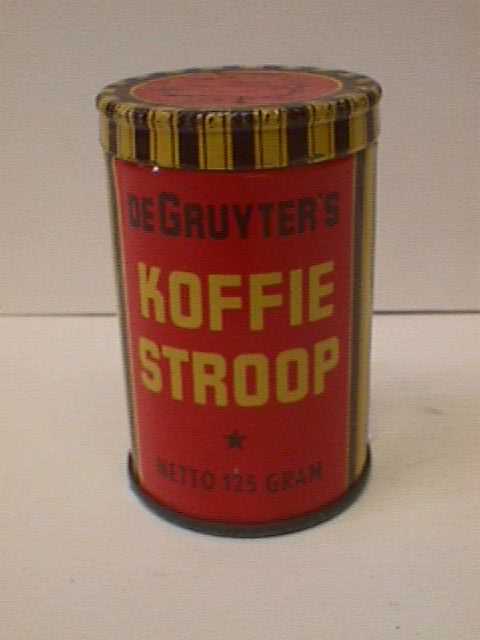 DE GRUYTER'S
KOFFIE
STROOP
NETTO 125 GRAM